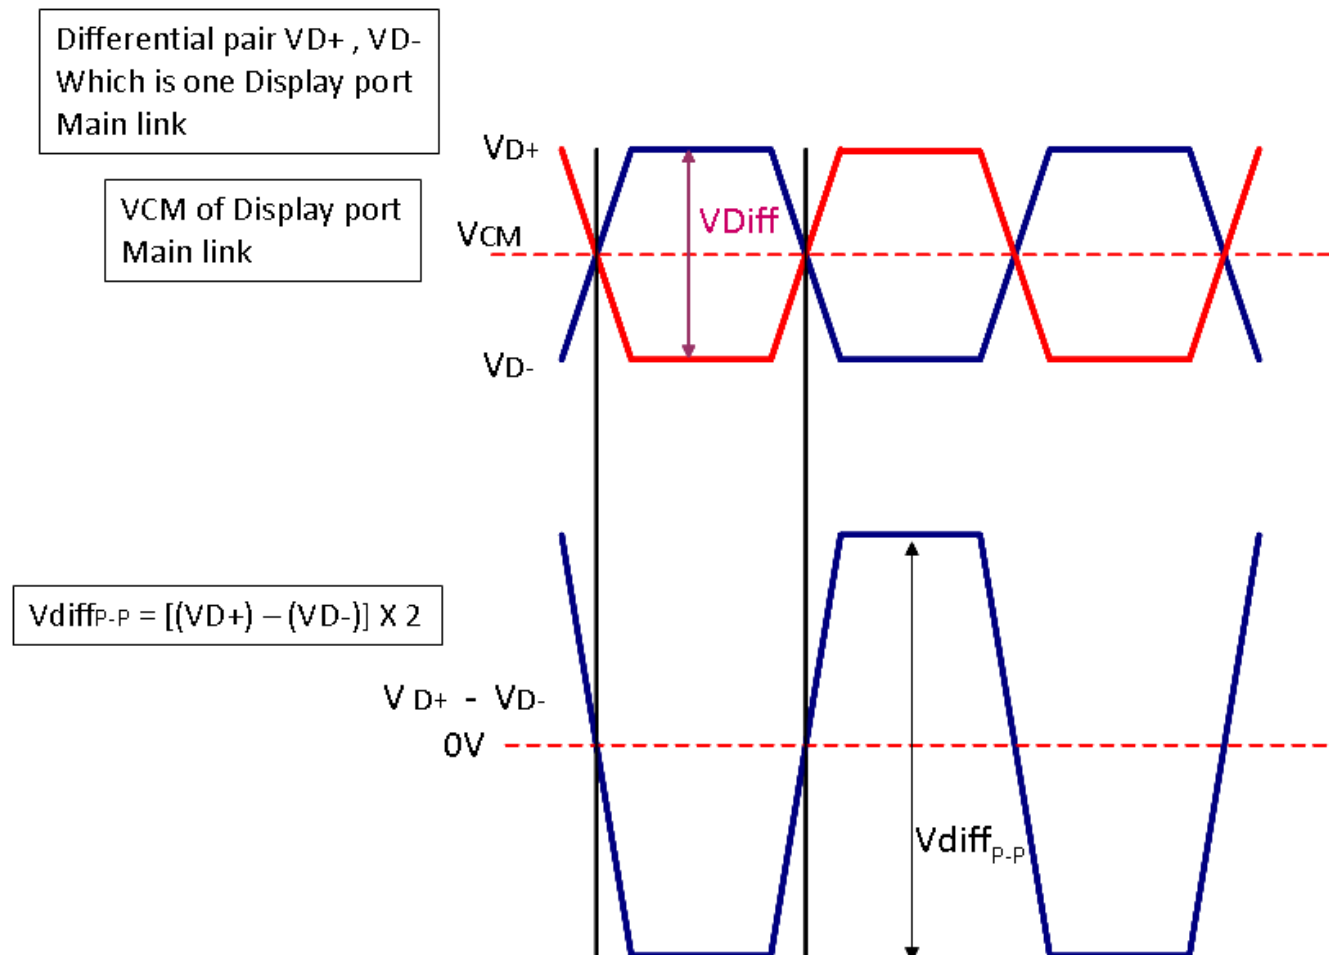 Differential pair VD+ , VD-
Which is one Display port
Main link
VD+
VCM of Display port
Main link
VDiff
VCM
VD-
VdiffP-P = [(VD+) – (VD-)] X 2
V D+ - VD-
0V
VdiffP-P